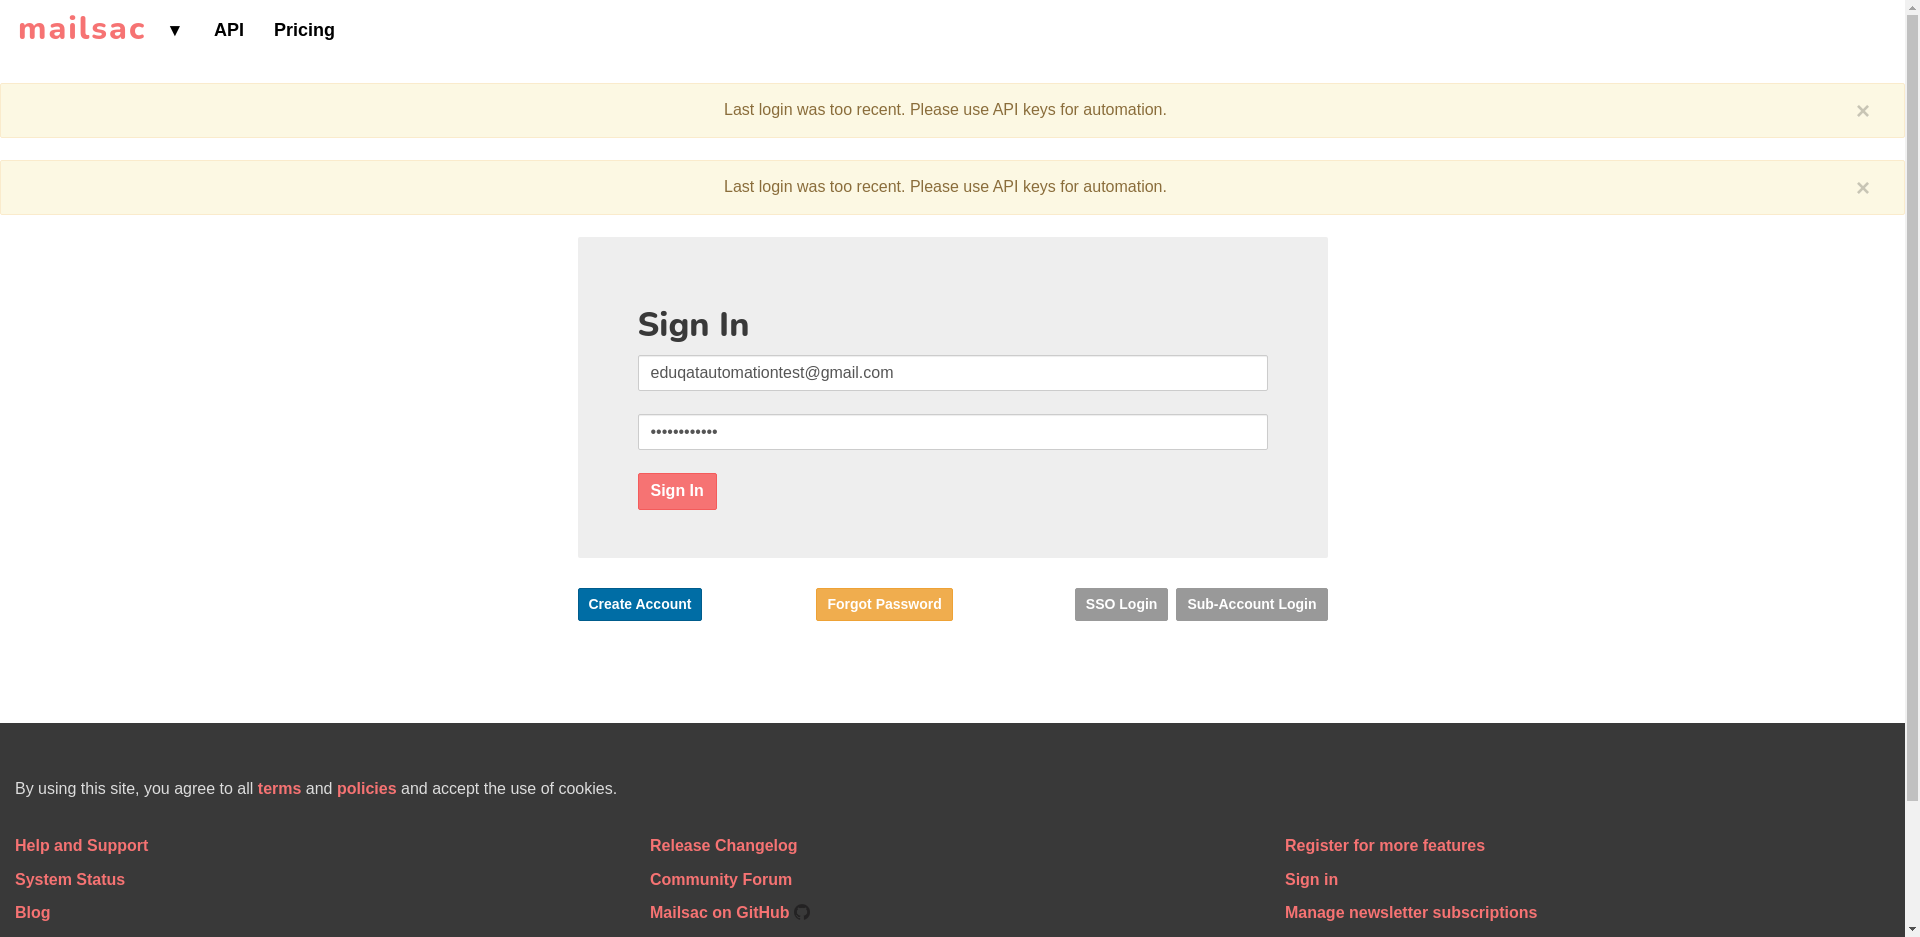 mailsac ▼ API Pricing
Last login was too recent. Please use API keys for automation. ×
Last login was too recent. Please use API keys for automation. ×
Sign In
eduqatautomationtest@gmail.com
••••••••••••
Sign In
Create Account Forgot Password SSO Login Sub-Account Login
By using this site, you agree to all terms and policies and accept the use of cookies.
Help and Support Release Changelog Register for more features
System Status Community Forum Sign in
Blog Mailsac on GitHub Manage newsletter subscriptions